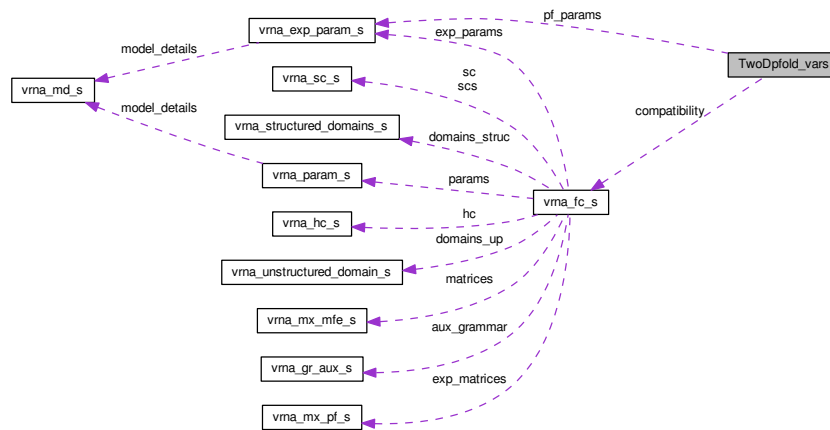 pf_params
vrna_exp_param_s
exp_params
model_details
TwoDpfold_vars
sc
scs
vrna_sc_s
vrna_md_s
model_details
compatibility
vrna_structured_domains_s
domains_struc
vrna_param_s
params
vrna_fc_s
hc
vrna_hc_s
domains_up
vrna_unstructured_domain_s
matrices
vrna_mx_mfe_s
aux_grammar
vrna_gr_aux_s
exp_matrices
vrna_mx_pf_s